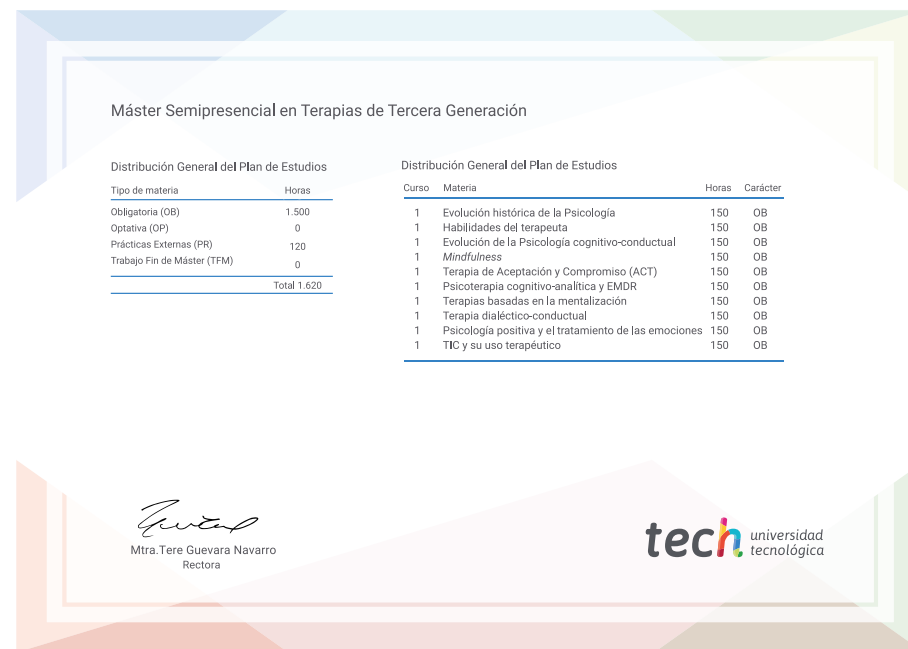 Máster Semipresencial en Terapias de Tercera Generación
Distribución General del Plan de Estudios
Tipo de materia Horas
Obligatoria (OB) 1.500
Optativa (OP) 0
Prácticas Externas (PR) 120
Trabajo Fin de Máster (TFM) 0
Total 1.620
Distribución General del Plan de Estudios
Curso Materia Horas Carácter
1 Evolución histórica de la Psicología 150 OB
1 Habilidades del terapeuta 150 OB
1 Evolución de la Psicología cognitivo-conductual 150 OB
1 Mindfulness 150 OB
1 Terapia de Aceptación y Compromiso (ACT) 150 OB
1 Psicoterapia cognitivo-analítica y EMDR 150 OB
1 Terapias basadas en la mentalización 150 OB
1 Terapia dialéctico-conductual 150 OB
1 Psicología positiva y el tratamiento de las emociones 150 OB
1 TIC y su uso terapéutico 150 OB
Mtra.Tere Guevara Navarro
Rectora
tech universidad
tecnológica